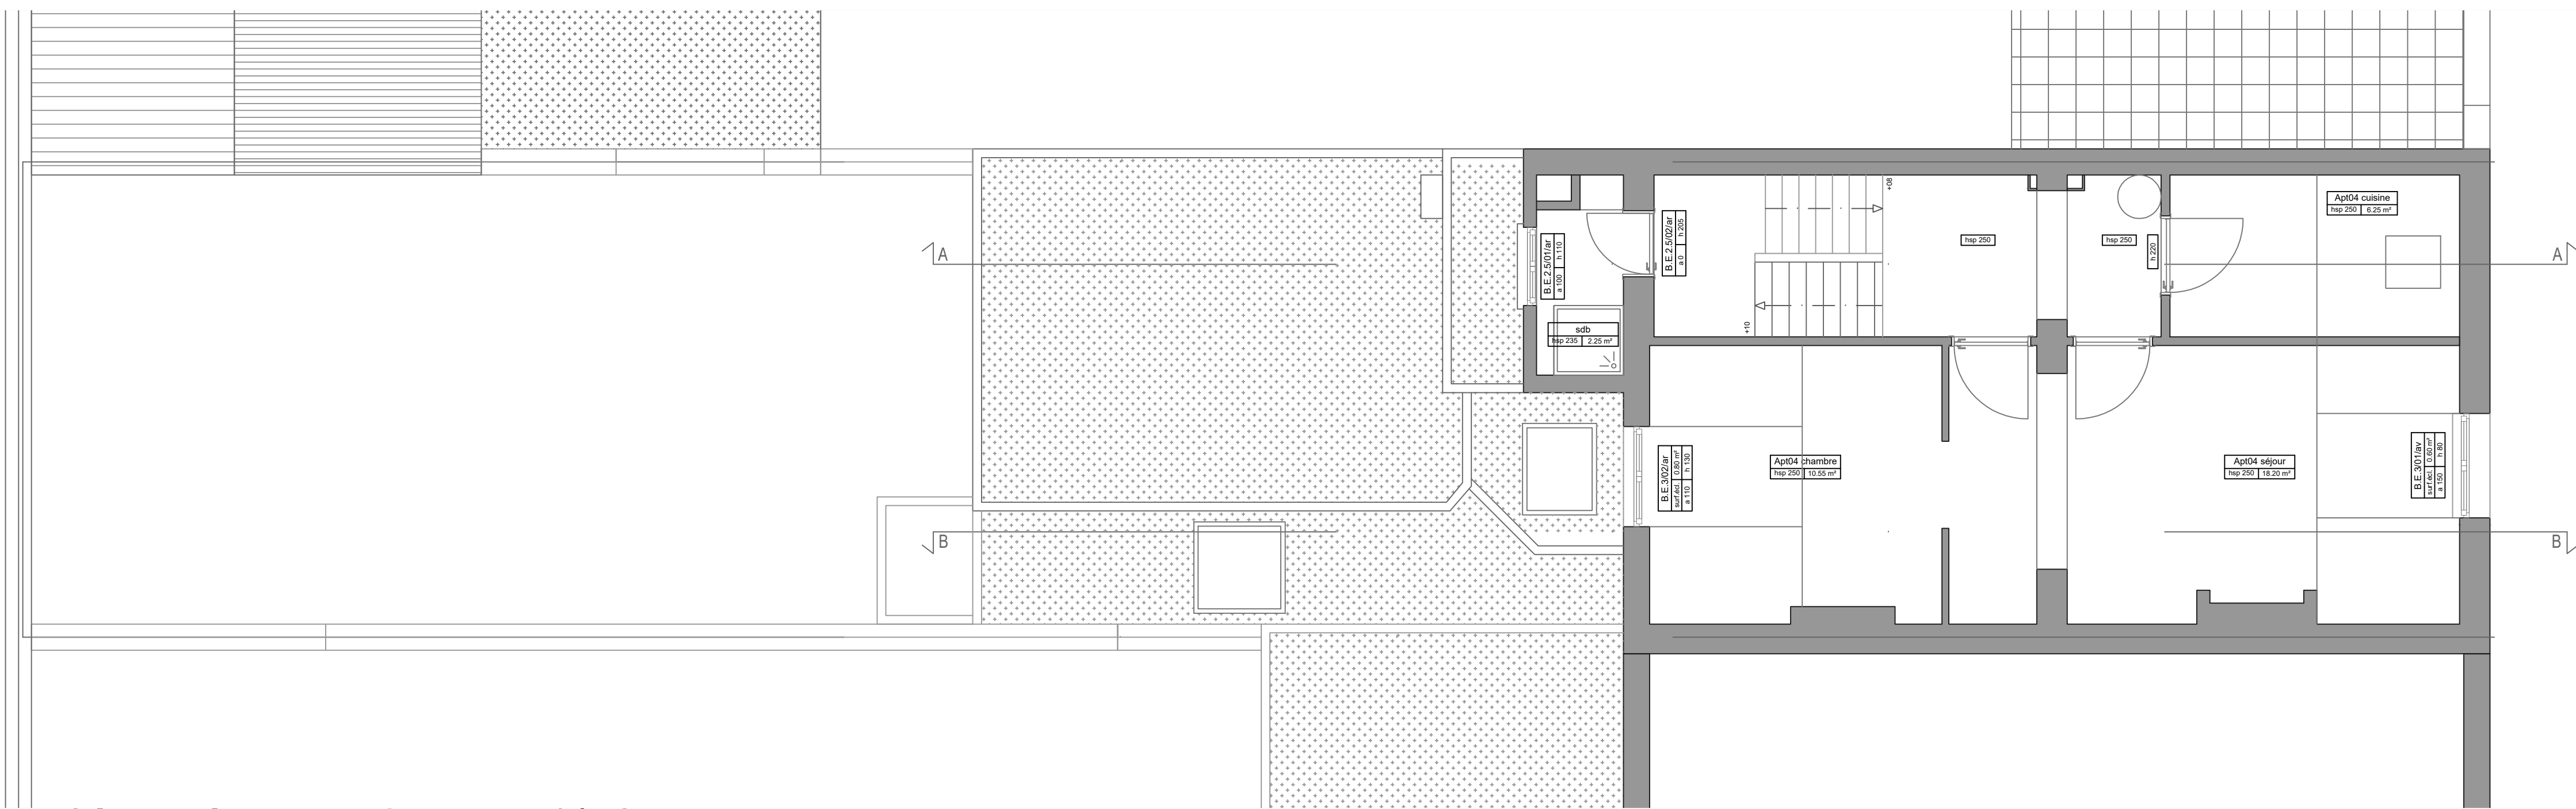 +08
Apt04 cuisine
hsp 250 6.25 m²
B.E.2.5/01/ar
a 100 h 110
B.E.2.5/02/ar
a 0 h 205
hsp 250
hsp 250
h 220
A
A
+10
sdb
hsp 235 2.25 m²
B.E.3/02/ar
surf.écl. 0.80 m²
a 110 h 130
Apt04 chambre
hsp 250 10.55 m²
Apt04 séjour
hsp 250 18.20 m²
B.E.3/01/av
surf.écl. 0.60 m²
a 150 h 80
B
B